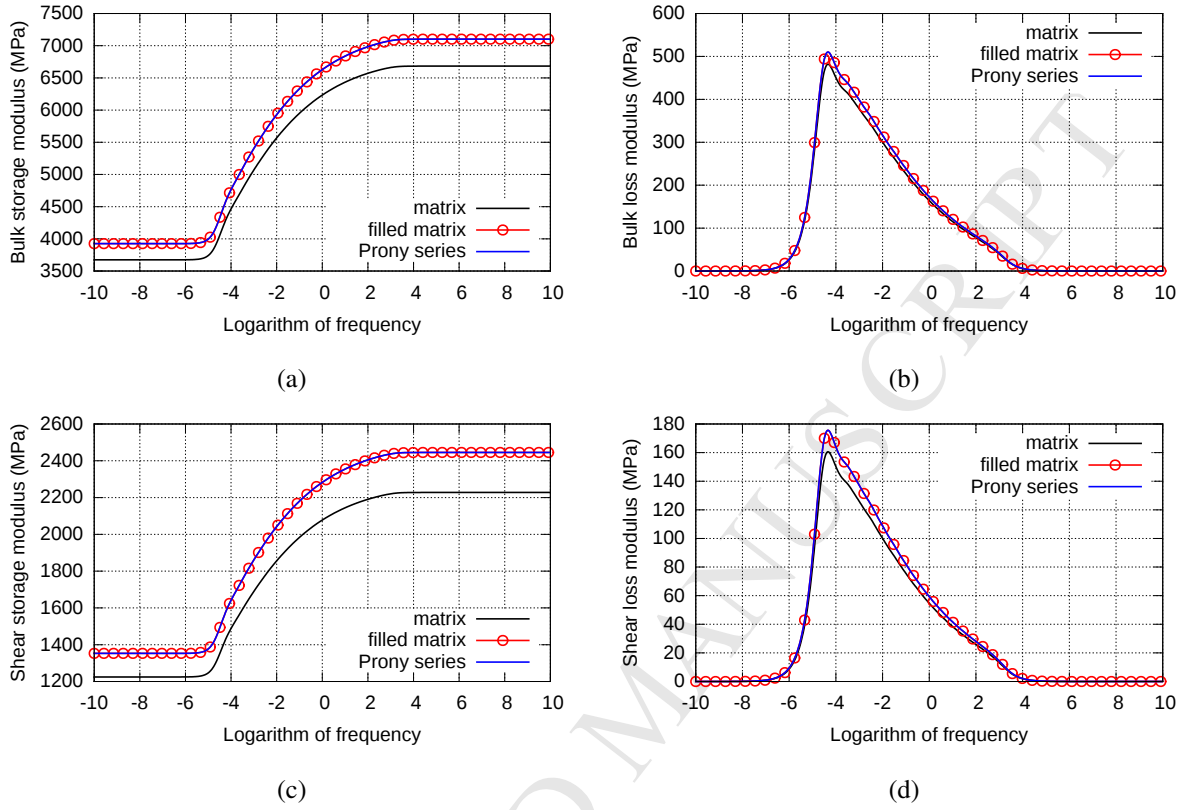 7500
7000
6500
6000
5500
5000
4500
4000
3500
Bulk storage modulus (MPa)
matrix
filled matrix
Prony series
-10 -8 -6 -4 -2 0 2 4 6 8 10
Logarithm of frequency
(a)
600
500
400
300
200
100
0
Bulk loss modulus (MPa)
matrix
filled matrix
Prony series
-10 -8 -6 -4 -2 0 2 4 6 8 10
Logarithm of frequency
(b)
2600
2400
2200
2000
1800
1600
1400
1200
Shear storage modulus (MPa)
matrix
filled matrix
Prony series
-10 -8 -6 -4 -2 0 2 4 6 8 10
Logarithm of frequency
(c)
180
160
140
120
100
80
60
40
20
0
Shear loss modulus (MPa)
matrix
filled matrix
Prony series
-10 -8 -6 -4 -2 0 2 4 6 8 10
Logarithm of frequency
(d)
D MANUSCRIPT